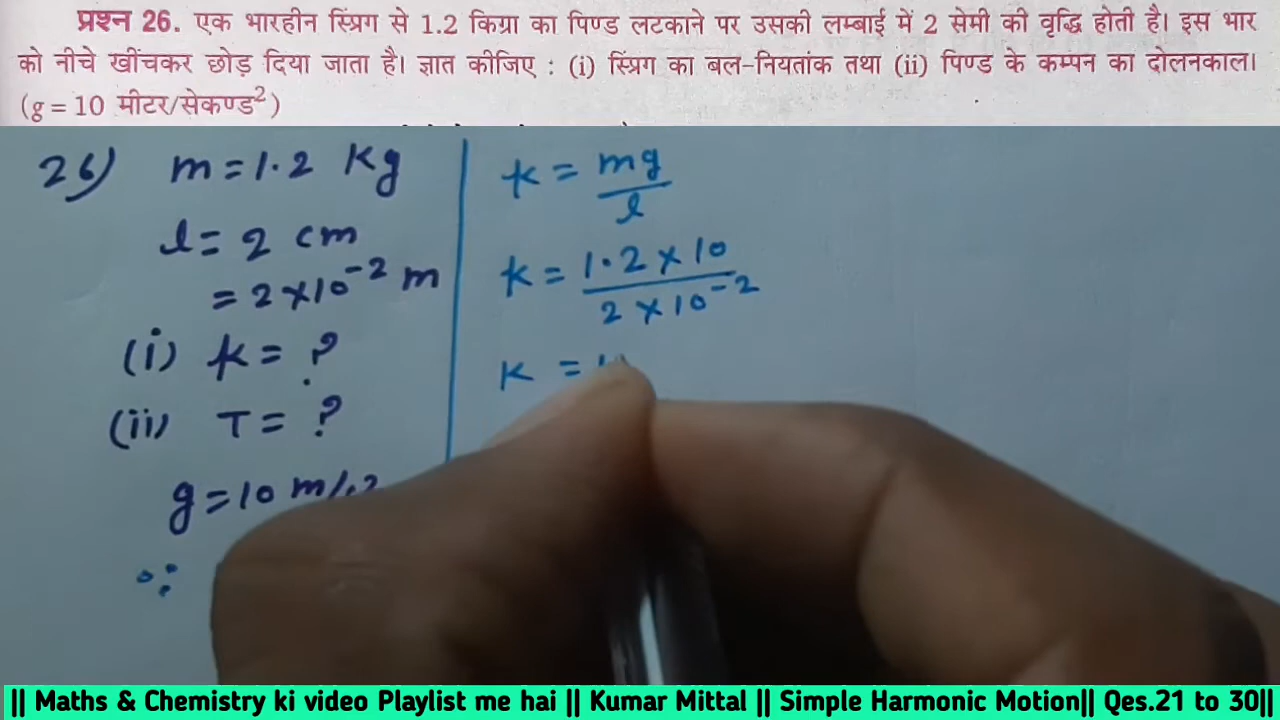 प्रश्न 26. एक भारहीन स्प्रिग से 1.2 किग्रा का पिण्ड लटकाने पर उसकी लम्बाई में 2 सेमी की वृद्धि होती है। इस भार
को नीचे खींचकर छोड़ दिया जाता है। ज्ञात कीजिए : (i) स्प्रिंग का बल-नियतांक तथा (ii) पिण्ड के कम्पन का दोलनकाल।
(g = 10 मीटर/सेकण्ड²)
26) m = 1.2 kg
l = 2 cm
= 2 × 10⁻² m
(i) k = ?
(ii) T = ?
g = 10 m/
∵
k = mg/l
k = 1.2 × 10 / 2 × 10⁻²
k =
|| Maths & Chemistry ki video Playlist me hai || Kumar Mittal || Simple Harmonic Motion|| Qes.21 to 30||